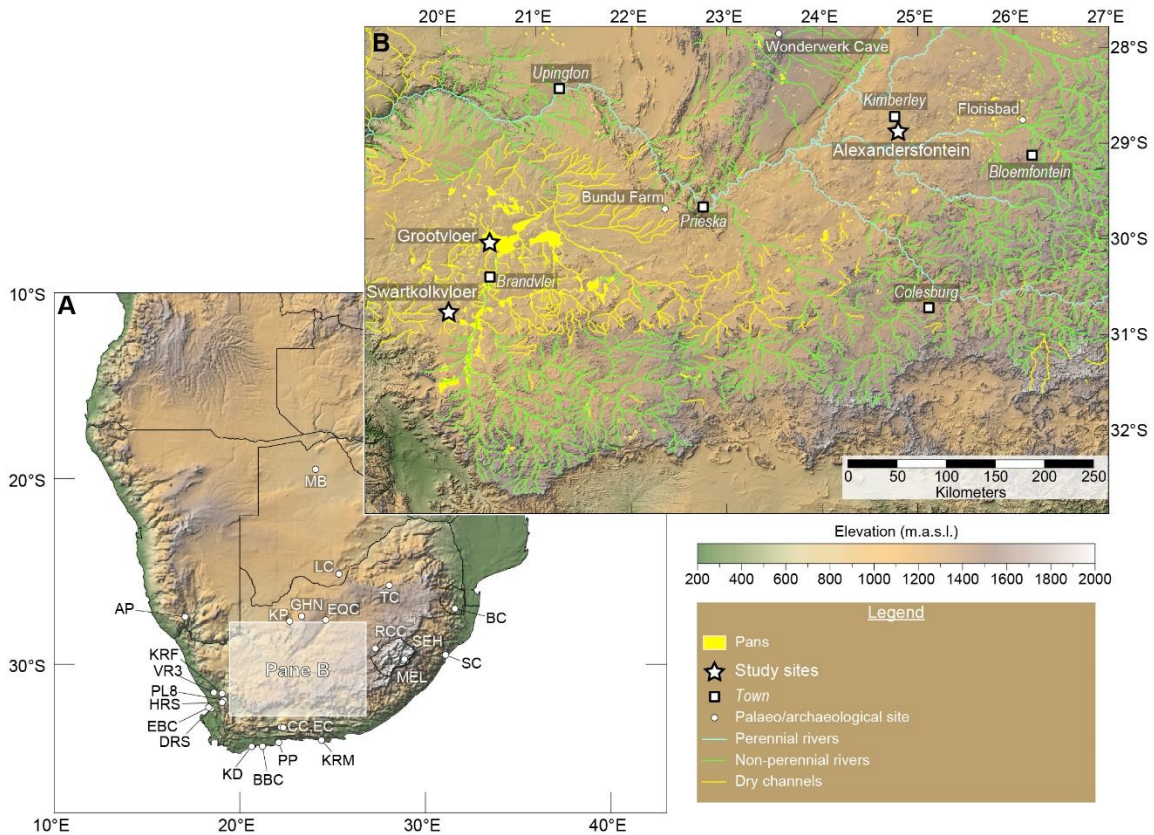 20°E 21°E 22°E 23°E 24°E 25°E 26°E 27°E
B
Wonderwerk Cave
28°S
Upington
Kimberley
Florisbad
Alexandersfontein
29°S
Bloemfontein
Bundu Farm
Prieska
Grootvloer
30°S
Brandvlei
Swartkolkvloer
Colesburg
31°S
32°S
0 50 100 150 200 250
Kilometers
10°S
A
MB
20°S
LC
TC
AP
GHN
KP
EQC
BC
RCC
SEH
KRF
Pane B
SC
30°S
VR3
MEL
PL8
HRS
EBC
CC
EC
DRS
KD
BBC
PP
KRM
10°E 20°E 30°E 40°E
Elevation (m.a.s.l.)
200 400 600 800 1000 1200 1400 1600 1800 2000
Legend
Pans
Study sites
Town
Palaeo/archaeological site
Perennial rivers
Non-perennial rivers
Dry channels